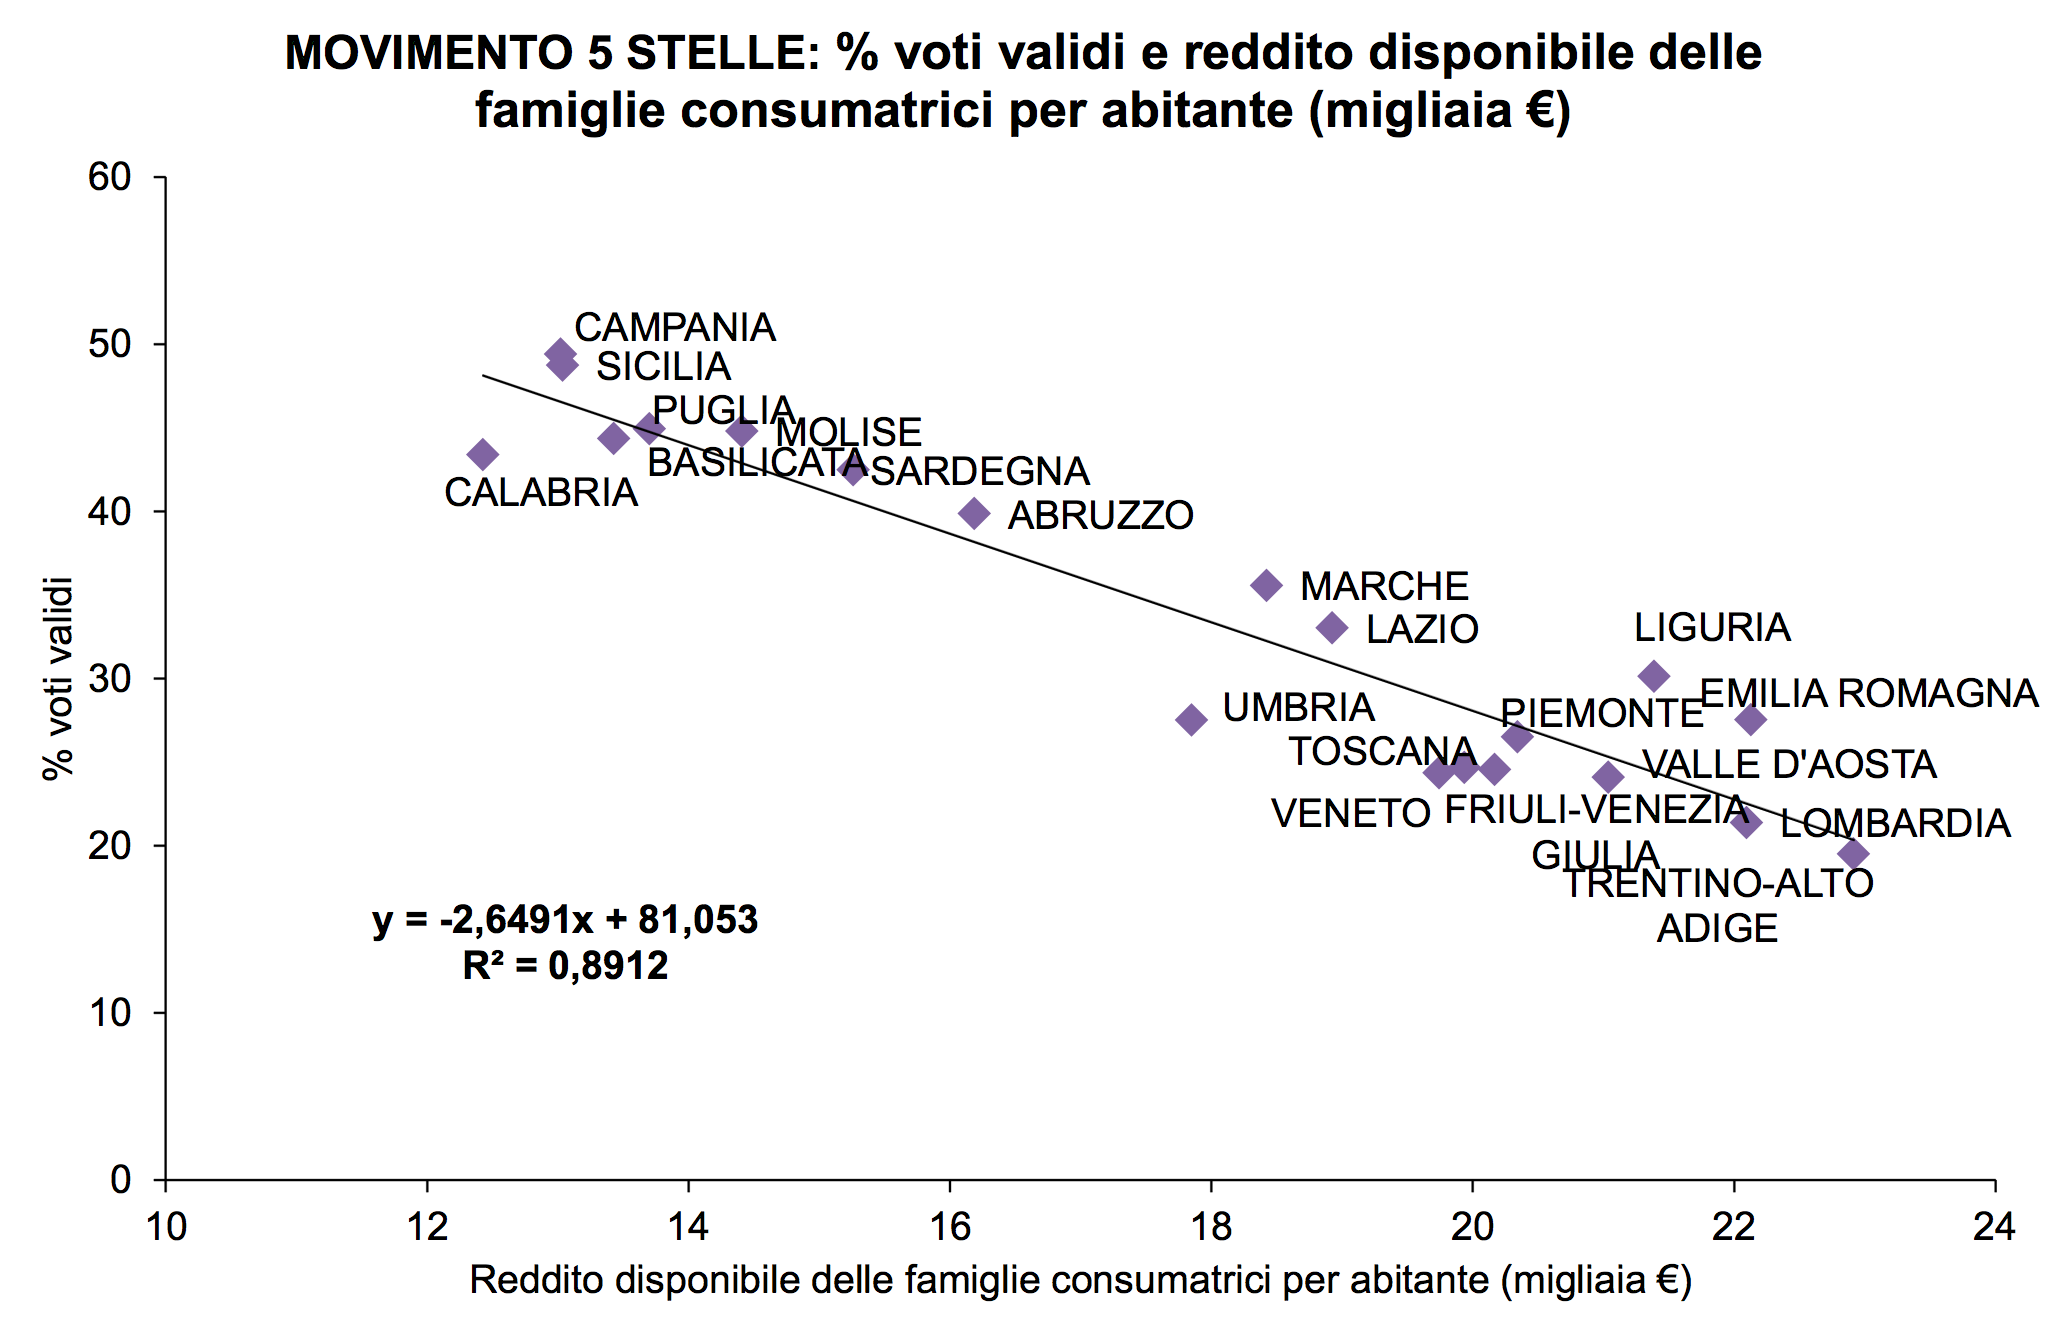 MOVIMENTO 5 STELLE: % voti validi e reddito disponibile delle
famiglie consumatrici per abitante (migliaia €)
60
50
40
30
20
10
0
% voti validi
CAMPANIA
SICILIA
PUGLIA
MOLISE
BASILICATA
SARDEGNA
CALABRIA
ABRUZZO
MARCHE
LAZIO
LIGURIA
EMILIA ROMAGNA
UMBRIA
PIEMONTE
TOSCANA
VALLE D'AOSTA
VENETO
FRIULI-VENEZIA
GIULIA
LOMBARDIA
TRENTINO-ALTO
ADIGE
y = -2,6491x + 81,053
R² = 0,8912
10
12
14
16
18
20
22
24
Reddito disponibile delle famiglie consumatrici per abitante (migliaia €)